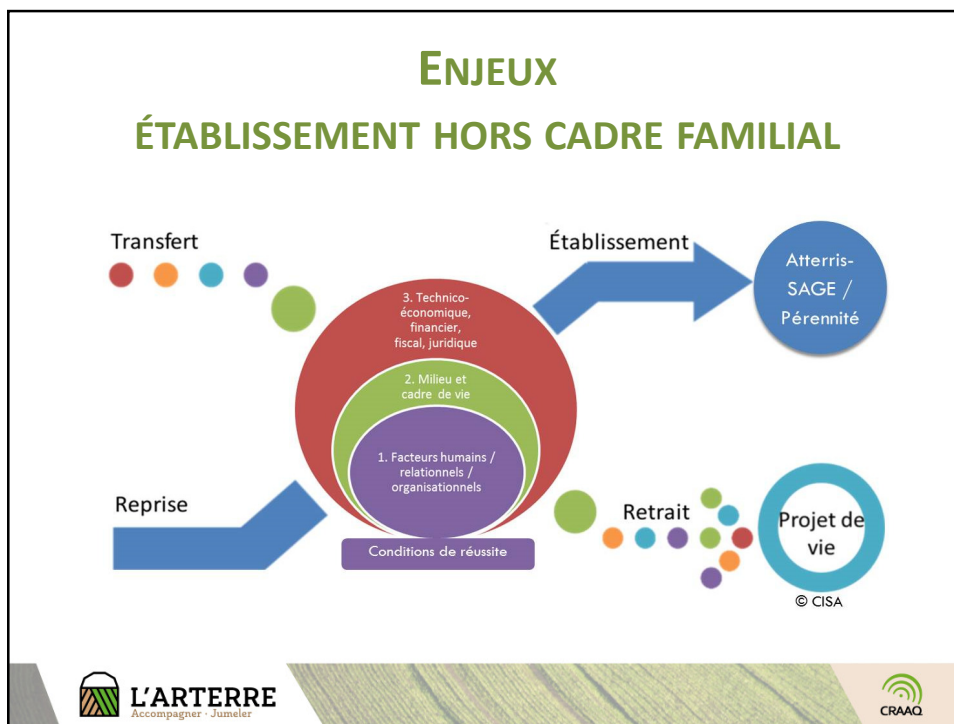 ENJEUX
ÉTABLISSEMENT HORS CADRE FAMILIAL
Transfert
Établissement
Atterris-
SAGE /
Pérennité
3. Technico-
économique,
financier,
fiscal, juridique
2. Milieu et
cadre de vie
1. Facteurs humains /
relationnels /
organisationnels
Reprise
Conditions de réussite
Retrait
Projet de
vie
© CISA
L'ARTERRE
Accompagner · Jumeler
CRAAQ